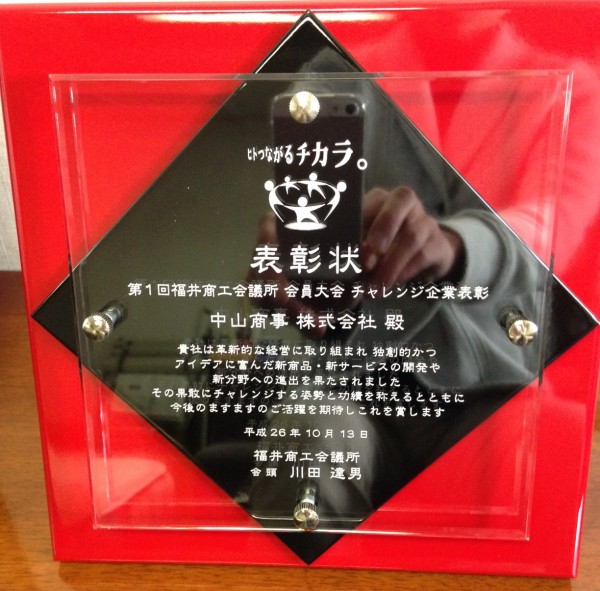 ヒトつながるチカラ。
表彰状
第1回福井商工会議所 会員大会 チャレンジ企業表彰
中山商事 株式会社 殿
貴社は革新的な経営に取り組まれ 独創的かつ
アイデアに富んだ新商品・新サービスの開発や
新分野への進出を果たされました
その果敢にチャレンジする姿勢と功績を称えるとともに
今後のますますのご活躍を期待しこれを賞します
平成26年10月13日
福井商工会議所
会頭 川田 達男